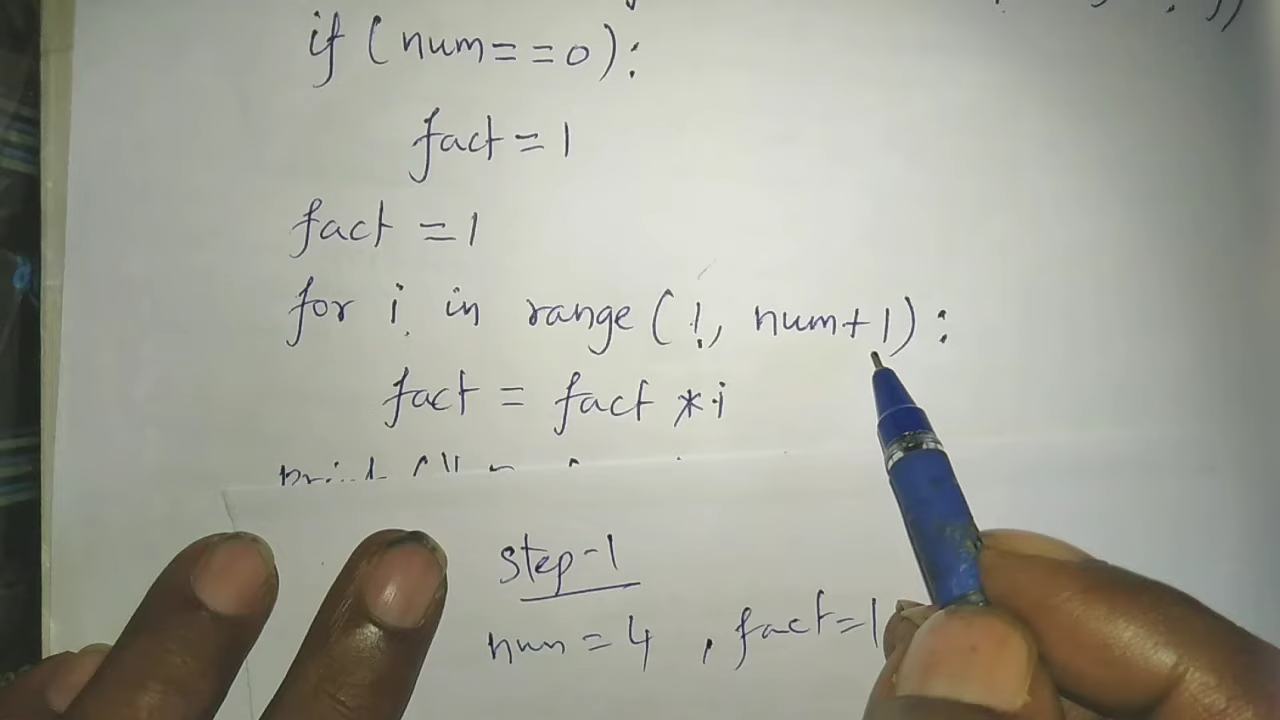 if (num==0):
fact=1
fact =1
for i in range (1, num+1):
fact = fact *i
step-1
num = 4 , fact=1